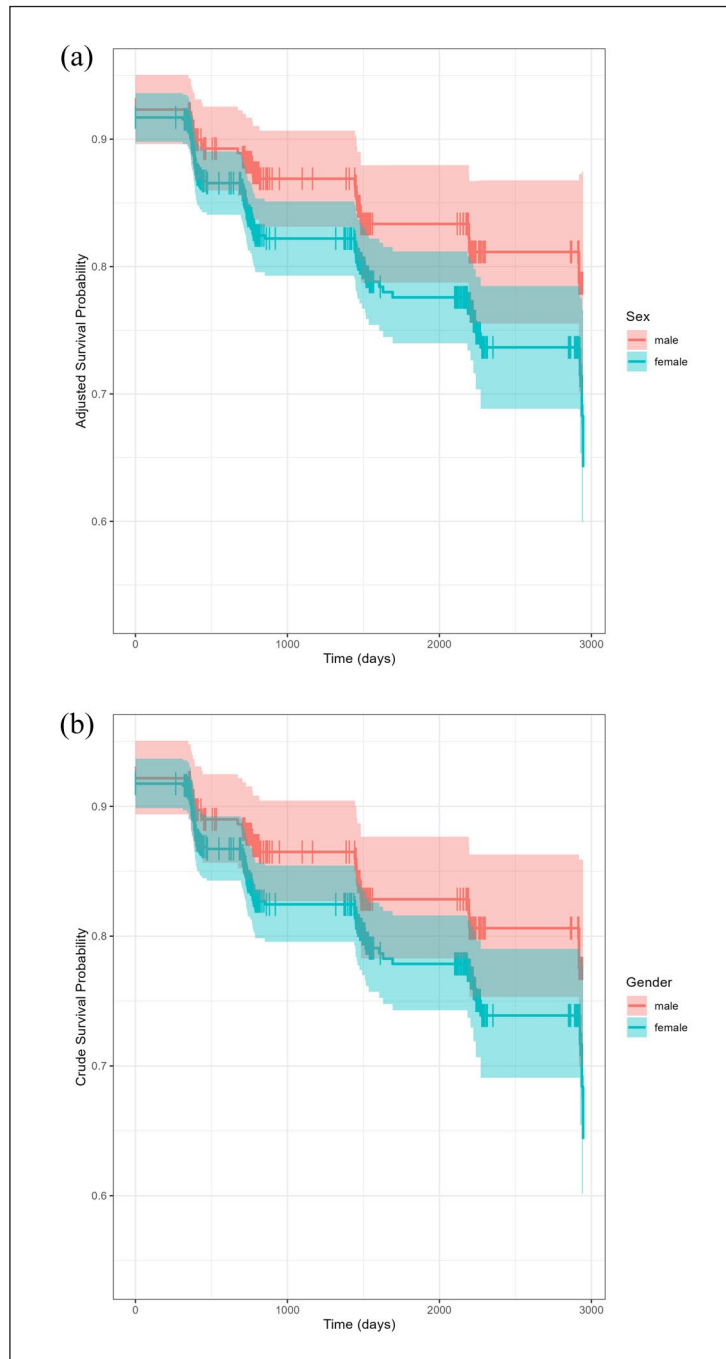 (a)
Adjusted Survival Probability
0.9
0.8
0.7
0.6
0
1000
2000
3000
Time (days)
Sex
male
female
(b)
Crude Survival Probability
0.9
0.8
0.7
0.6
0
1000
2000
3000
Time (days)
Gender
male
female